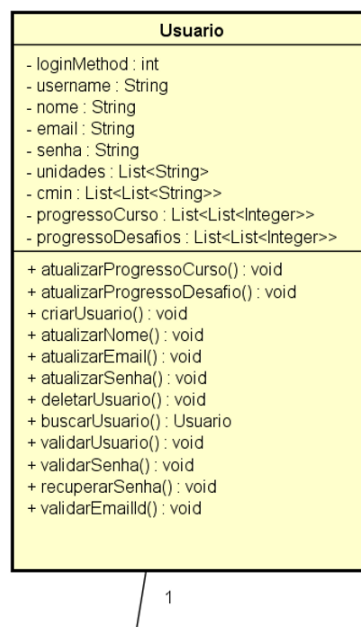 Usuario
- loginMethod : int
- username : String
- nome : String
- email : String
- senha : String
- unidades : List<String>
- cmin : List<List<String>>
- progressoCurso : List<List<Integer>>
- progressoDesafios : List<List<Integer>>
+ atualizarProgressoCurso() : void
+ atualizarProgressoDesafio() : void
+ criarUsuario() : void
+ atualizarNome() : void
+ atualizarEmail() : void
+ atualizarSenha() : void
+ deletarUsuario() : void
+ buscarUsuario() : Usuario
+ validarUsuario() : void
+ validarSenha() : void
+ recuperarSenha() : void
+ validarEmailId() : void
1